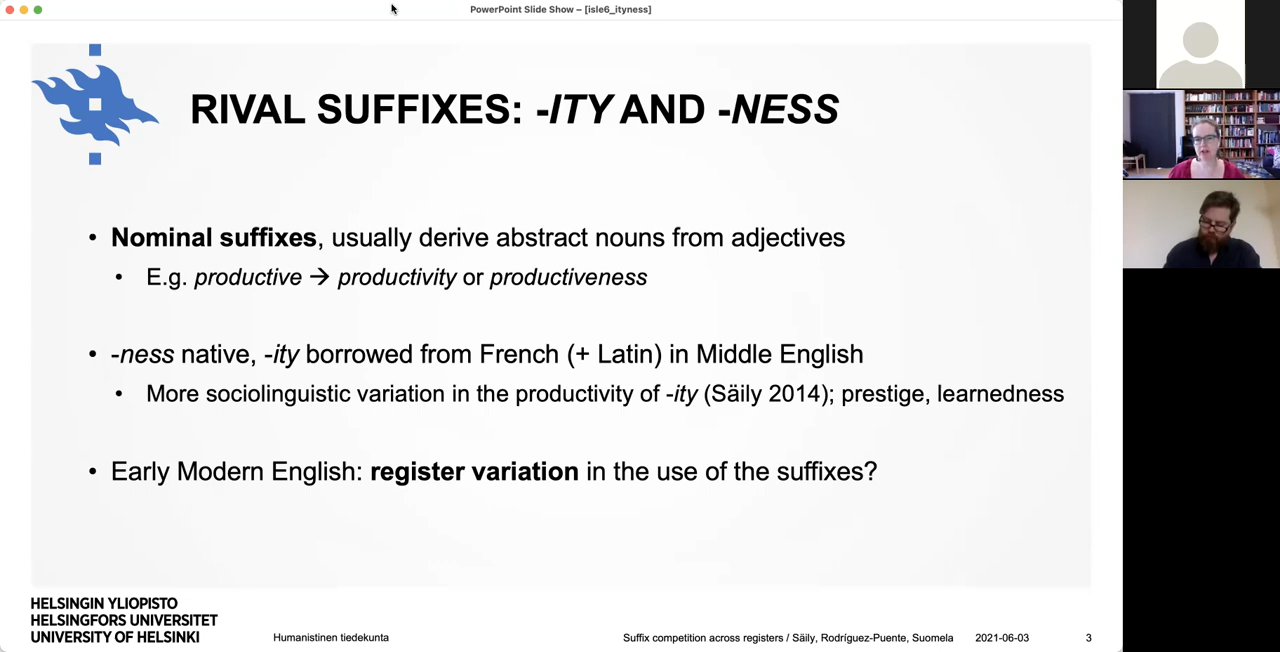 PowerPoint Slide Show – [isle6_ityness]
RIVAL SUFFIXES: -ITY AND -NESS
• Nominal suffixes, usually derive abstract nouns from adjectives
• E.g. productive → productivity or productiveness
• -ness native, -ity borrowed from French (+ Latin) in Middle English
• More sociolinguistic variation in the productivity of -ity (Säily 2014); prestige, learnedness
• Early Modern English: register variation in the use of the suffixes?
HELSINGIN YLIOPISTO
HELSINGFORS UNIVERSITET
UNIVERSITY OF HELSINKI
Humanistinen tiedekunta
Suffix competition across registers / Säily, Rodríguez-Puente, Suomela
2021-06-03
3